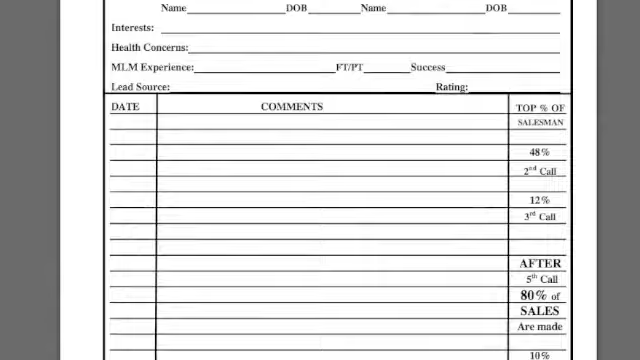 Name DOB Name DOB
Interests:
Health Concerns:
MLM Experience: FT/PT Success
Lead Source: Rating:
DATE COMMENTS TOP % OF
SALESMAN
48%
2nd Call
12%
3rd Call
AFTER
5th Call
80% of
SALES
Are made
10%